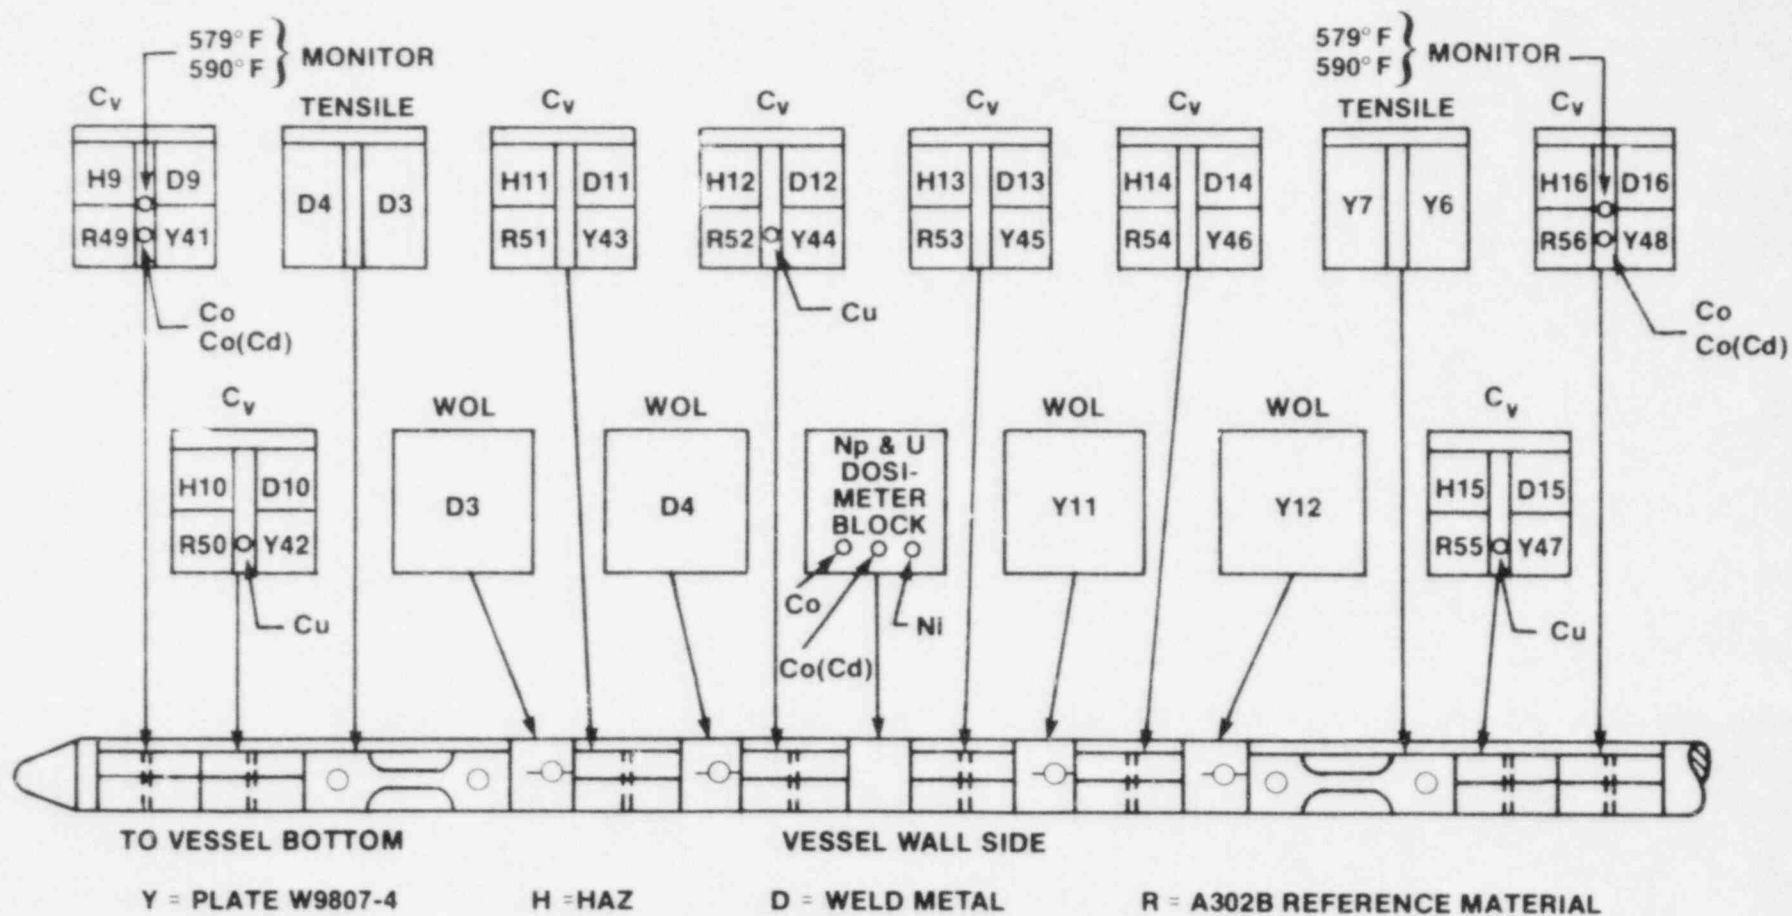 579° F
590° F
MONITOR
579° F
590° F
MONITOR
Cv
TENSILE
Cv
Cv
Cv
Cv
TENSILE
Cv
H9 D9
R49 Y41
D4 D3
H11 D11
R51 Y43
H12 D12
R52 Y44
H13 D13
R53 Y45
H14 D14
R54 Y46
Y7 Y6
H16 D16
R56 Y48
Co
Co(Cd)
Cu
Co
Co(Cd)
Cv
WOL
WOL
WOL
WOL
Cv
H10 D10
R50 Y42
D3
D4
Np & U
DOSI-
METER
BLOCK
Y11
Y12
H15 D15
R55 Y47
Cu
Co
Co(Cd)
Ni
Cu
TO VESSEL BOTTOM
VESSEL WALL SIDE
Y = PLATE W9807-4 H =HAZ D = WELD METAL R = A302B REFERENCE MATERIAL